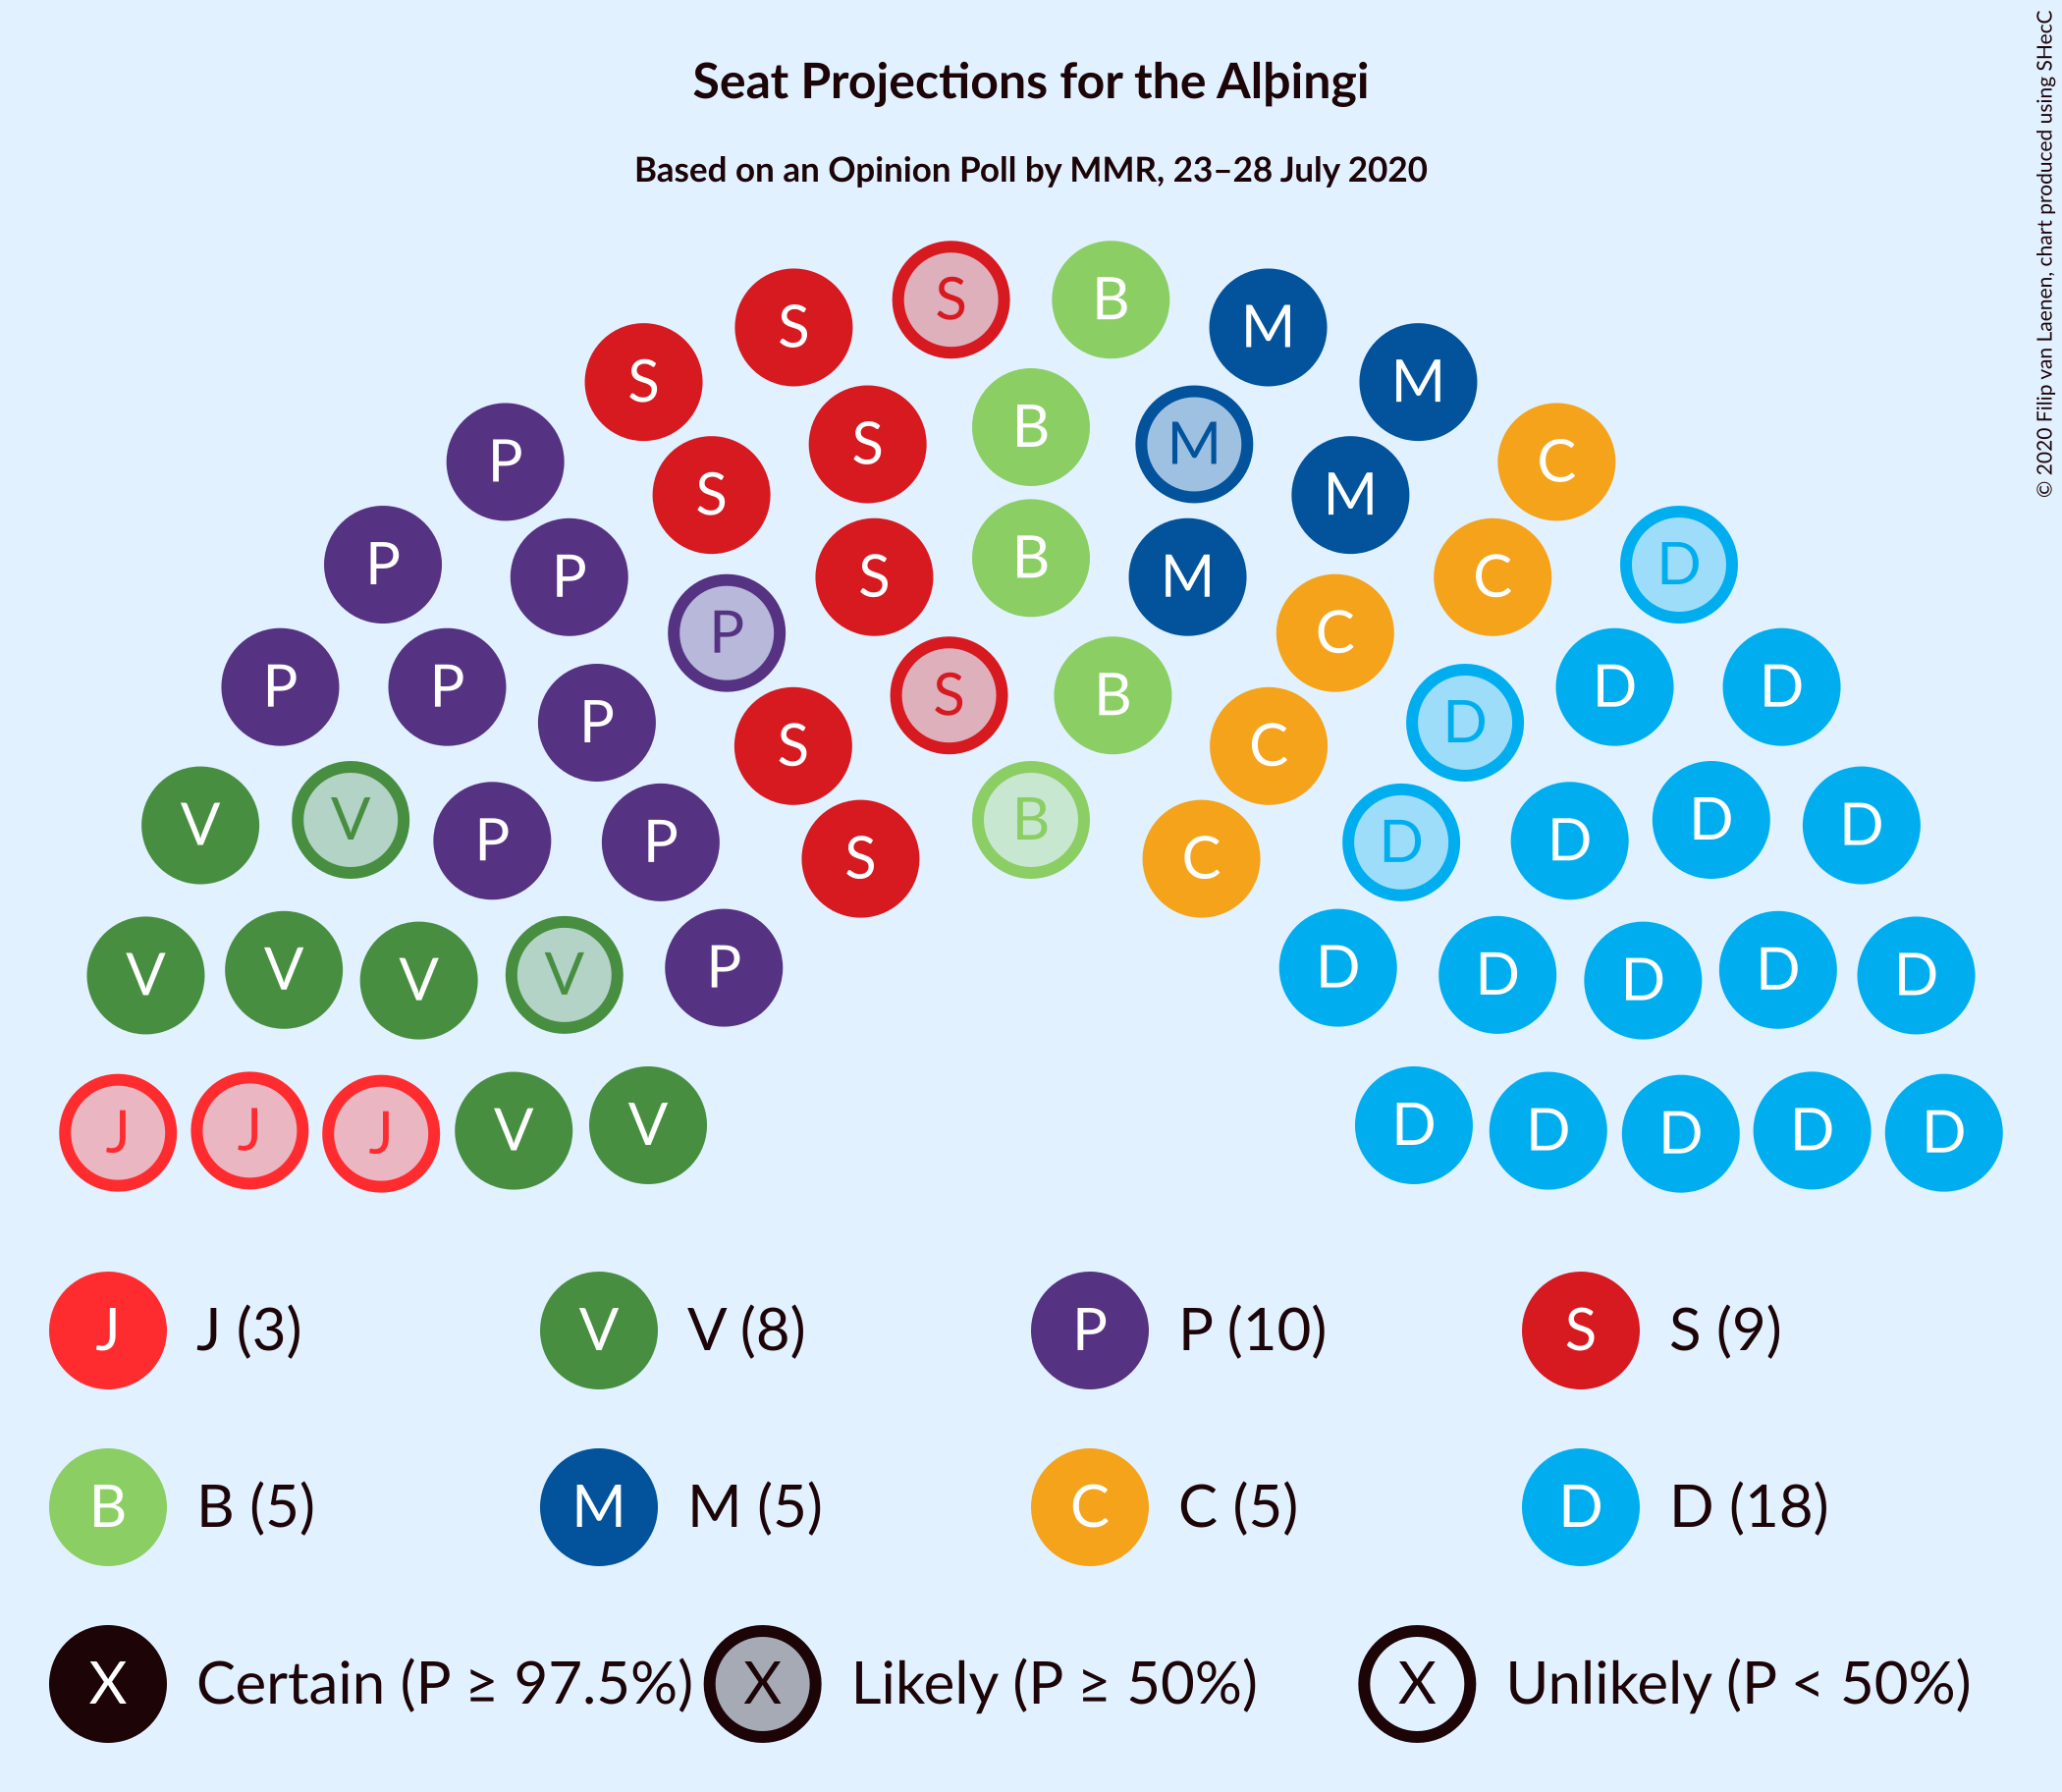 Seat Projections for the Alþingi
Based on an Opinion Poll by MMR, 23–28 July 2020
© 2020 Filip van Laenen, chart produced using SHecC
S B
S M
S M
B
S M
P C
S M
B
P D
P S M C
P C
P P D D
S B
P D
S C
V V P P B D D D D
S C
V V V V P D D D D D
J J J V V D D D D D
J J (3) V V (8) P P (10) S S (9)
B B (5) M M (5) C C (5) D D (18)
X Certain (P ≥ 97.5%) X Likely (P ≥ 50%) X Unlikely (P < 50%)